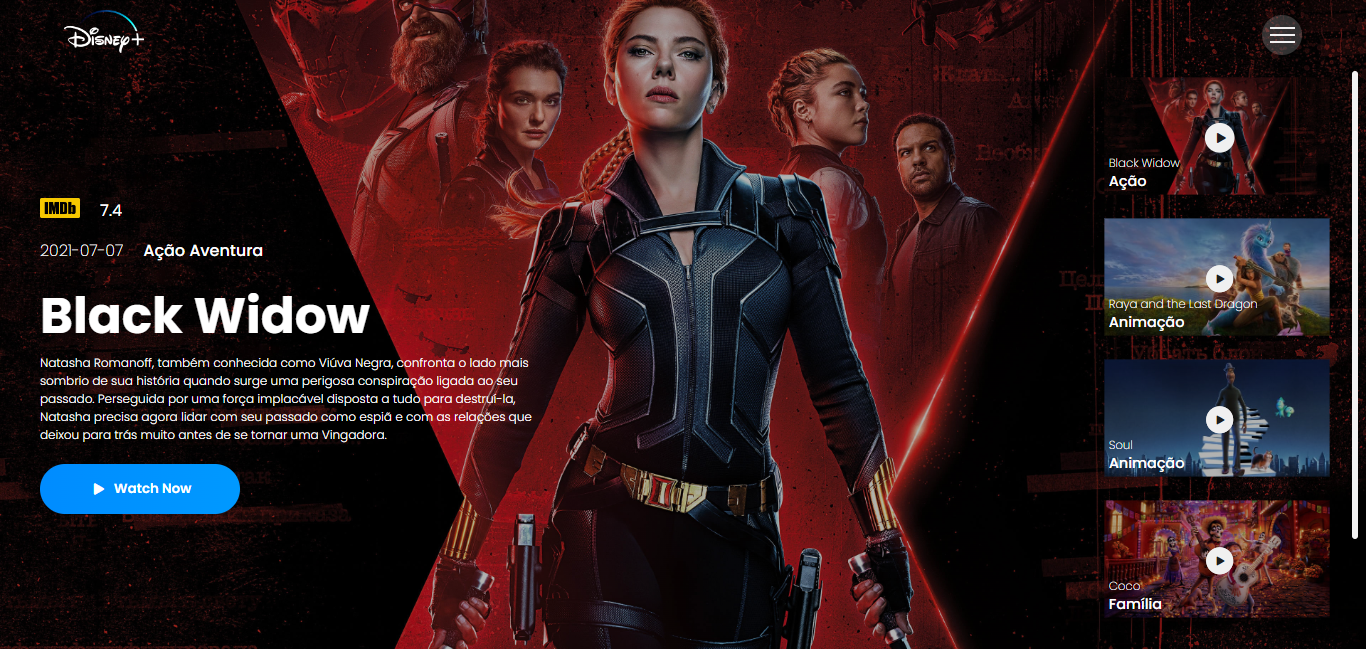 Disney+
IMDb 7.4
2021-07-07 Ação Aventura
Black Widow
Natasha Romanoff, também conhecida como Viúva Negra, confronta o lado mais
sombrio de sua história quando surge uma perigosa conspiração ligada ao seu
passado. Perseguida por uma força implacável disposta a tudo para destruí-la,
Natasha precisa agora lidar com seu passado como espiã e com as relações que
deixou para trás muito antes de se tornar uma Vingadora.
Watch Now
Black Widow
Ação
Raya and the Last Dragon
Animação
Soul
Animação
Coco
Família